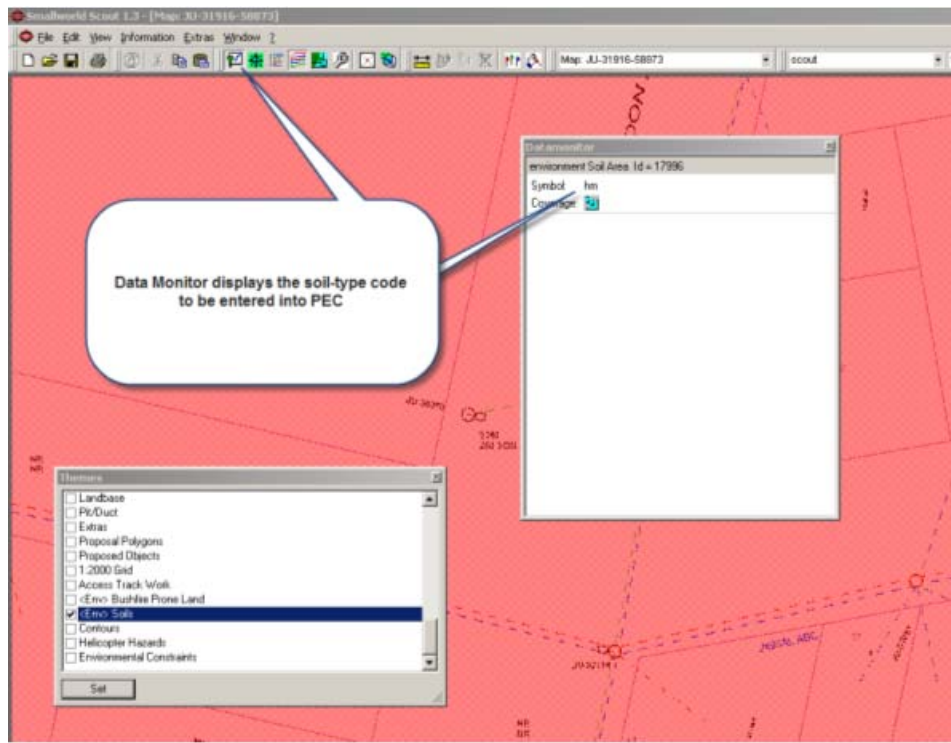 Smallworld Scout 1.3 - [Map: JU-31916-58873]
File Edit View Information Extras Window ?
Map: JU-31916-58873
scout
NOC
Datamonitor
environment Soil Area Id = 17996
Symbol hm
Coverage
Data Monitor displays the soil-type code
to be entered into PEC
Themes
Landbase
Pit/Duct
Extras
Proposal Polygons
Proposed Objects
1:2000 Grid
Access Track Work
<Env> Bushfire Prone Land
<Env> Soils
Contours
Helicopter Hazards
Environmental Constraints
Set